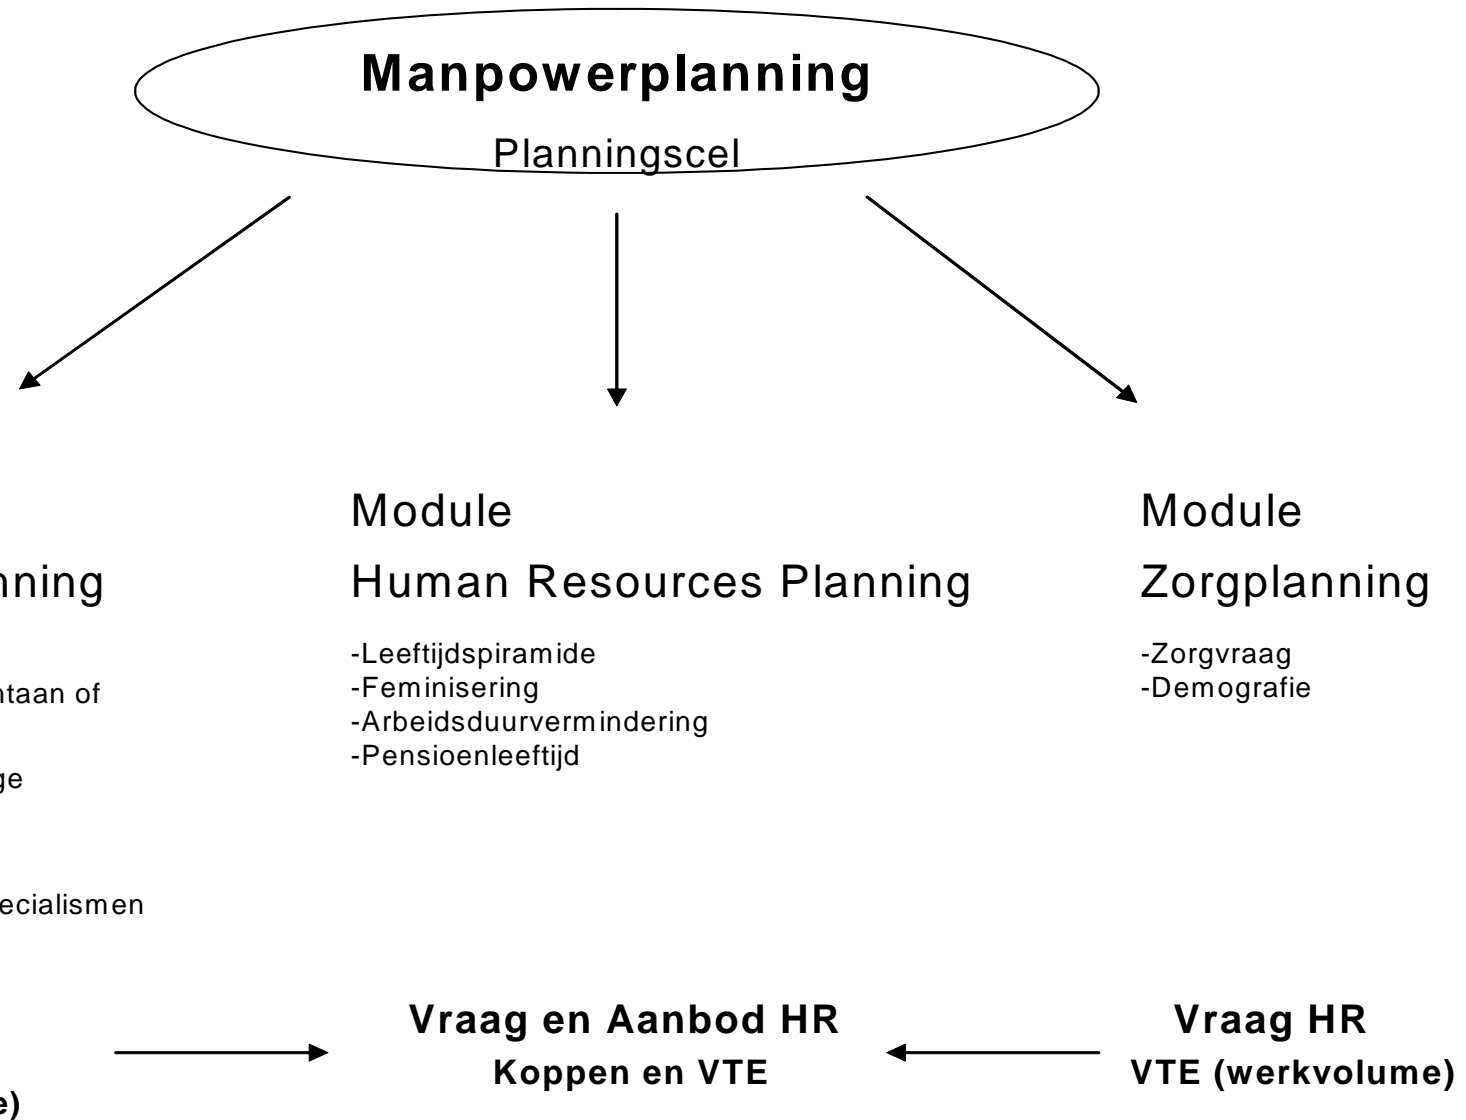 Manpowerplanning
Planningscel
nning
ntaan of
ge
ecialismen
e)
Module
Human Resources Planning
-Leeftijdspiramide
-Feminisering
-Arbeidsduurvermindering
-Pensioenleeftijd
Vraag en Aanbod HR
Koppen en VTE
Module
Zorgplanning
-Zorgvraag
-Demografie
Vraag HR
VTE (werkvolume)